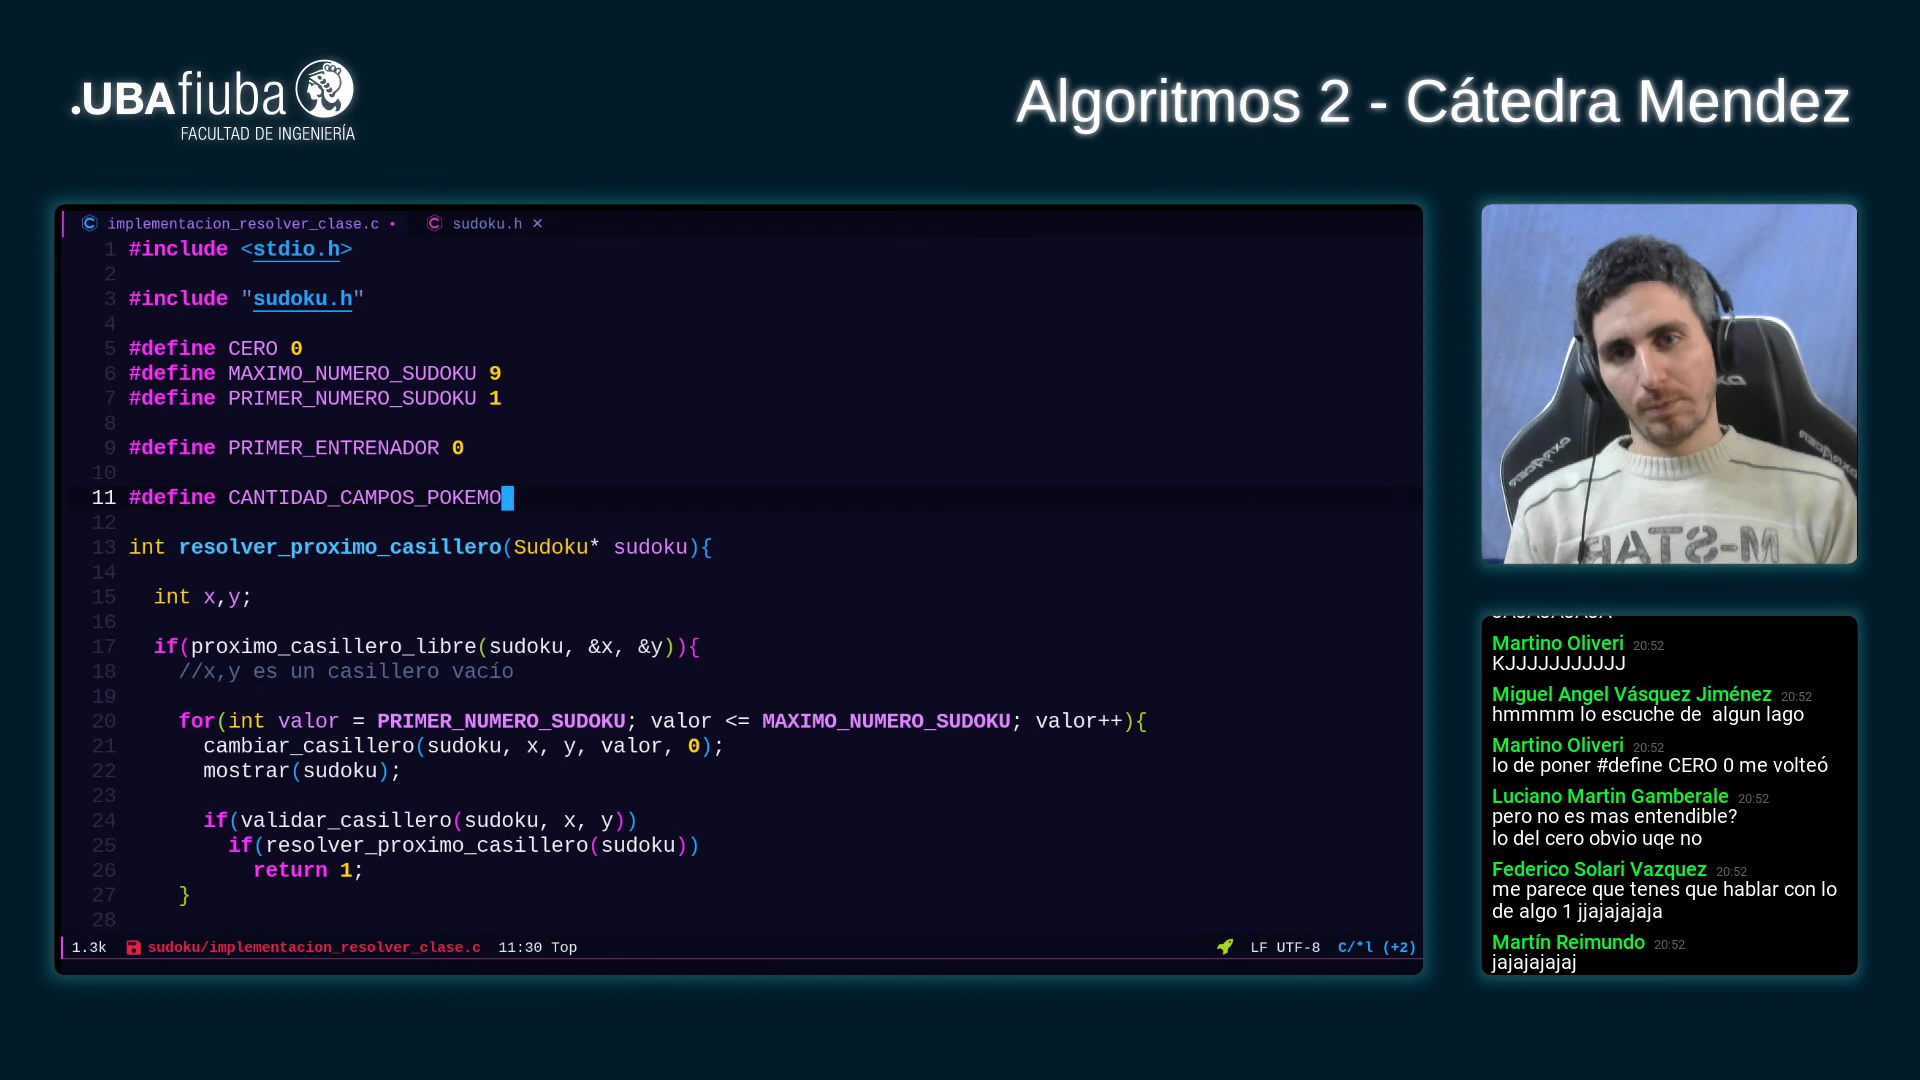 .UBAfiuba
FACULTAD DE INGENIERÍA
Algoritmos 2 - Cátedra Mendez
implementacion_resolver_clase.c • sudoku.h ×
1 #include <stdio.h>
2
3 #include "sudoku.h"
4
5 #define CERO 0
6 #define MAXIMO_NUMERO_SUDOKU 9
7 #define PRIMER_NUMERO_SUDOKU 1
8
9 #define PRIMER_ENTRENADOR 0
10
11 #define CANTIDAD_CAMPOS_POKEMO
12
13 int resolver_proximo_casillero(Sudoku* sudoku){
14
15 int x,y;
16
17 if(proximo_casillero_libre(sudoku, &x, &y)){
18 //x,y es un casillero vacío
19
20 for(int valor = PRIMER_NUMERO_SUDOKU; valor <= MAXIMO_NUMERO_SUDOKU; valor++){
21 cambiar_casillero(sudoku, x, y, valor, 0);
22 mostrar(sudoku);
23
24 if(validar_casillero(sudoku, x, y))
25 if(resolver_proximo_casillero(sudoku))
26 return 1;
27 }
28
1.3k sudoku/implementacion_resolver_clase.c 11:30 Top LF UTF-8 C/*l (+2)
M-STAR
Martino Oliveri 20:52
KJJJJJJJJJJJ
Miguel Angel Vásquez Jiménez 20:52
hmmmm lo escuche de algun lago
Martino Oliveri 20:52
lo de poner #define CERO 0 me volteó
Luciano Martin Gamberale 20:52
pero no es mas entendible?
lo del cero obvio uqe no
Federico Solari Vazquez 20:52
me parece que tenes que hablar con lo
de algo 1 jjajajajaja
Martín Reimundo 20:52
jajajajajaj